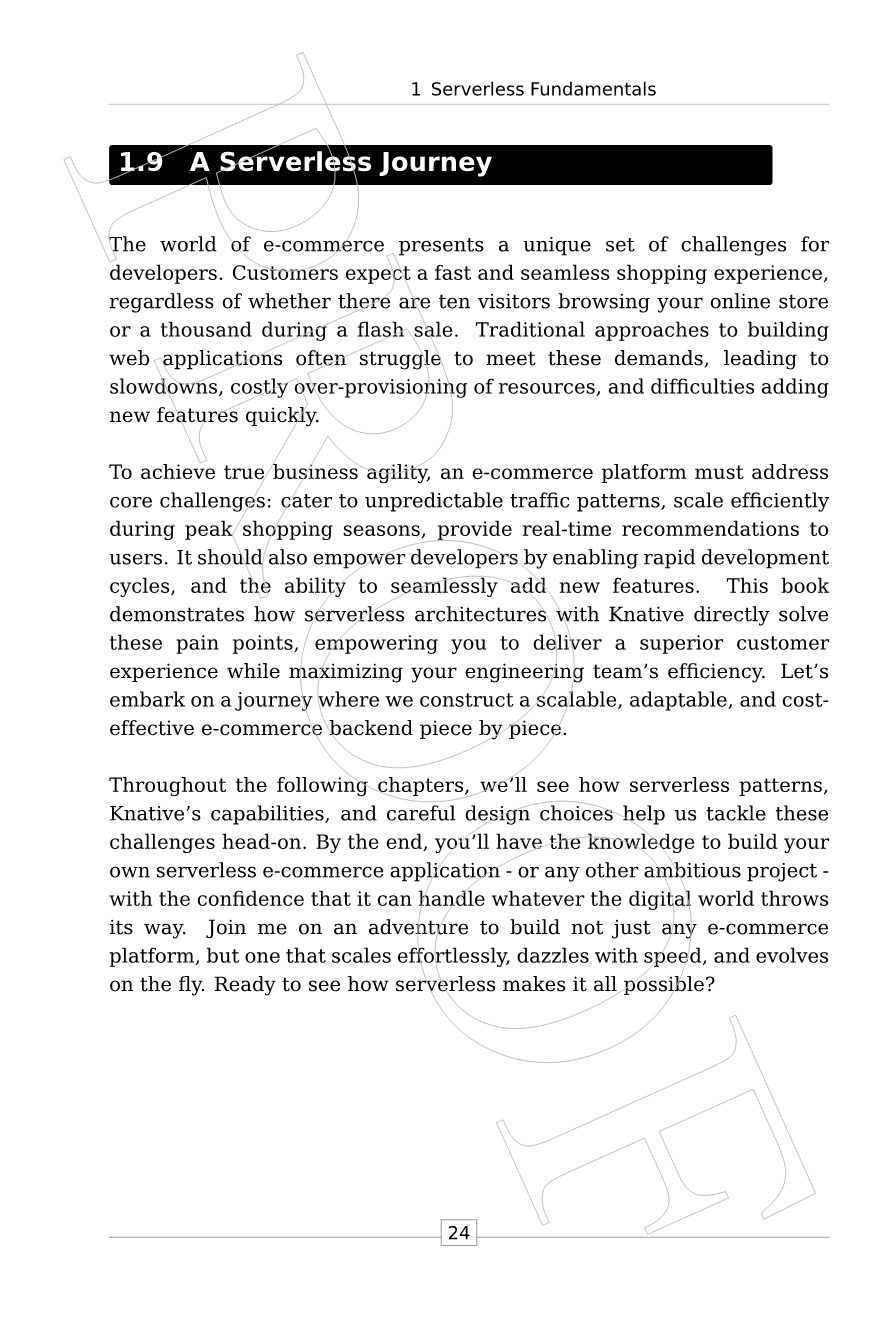 1 Serverless Fundamentals
1.9 A Serverless Journey
The world of e-commerce presents a unique set of challenges for
developers. Customers expect a fast and seamless shopping experience,
regardless of whether there are ten visitors browsing your online store
or a thousand during a flash sale. Traditional approaches to building
web applications often struggle to meet these demands, leading to
slowdowns, costly over-provisioning of resources, and difficulties adding
new features quickly.
To achieve true business agility, an e-commerce platform must address
core challenges: cater to unpredictable traffic patterns, scale efficiently
during peak shopping seasons, provide real-time recommendations to
users. It should also empower developers by enabling rapid development
cycles, and the ability to seamlessly add new features. This book
demonstrates how serverless architectures with Knative directly solve
these pain points, empowering you to deliver a superior customer
experience while maximizing your engineering team’s efficiency. Let’s
embark on a journey where we construct a scalable, adaptable, and cost-
effective e-commerce backend piece by piece.
Throughout the following chapters, we’ll see how serverless patterns,
Knative’s capabilities, and careful design choices help us tackle these
challenges head-on. By the end, you’ll have the knowledge to build your
own serverless e-commerce application - or any other ambitious project -
with the confidence that it can handle whatever the digital world throws
its way. Join me on an adventure to build not just any e-commerce
platform, but one that scales effortlessly, dazzles with speed, and evolves
on the fly. Ready to see how serverless makes it all possible?
PROOF
24